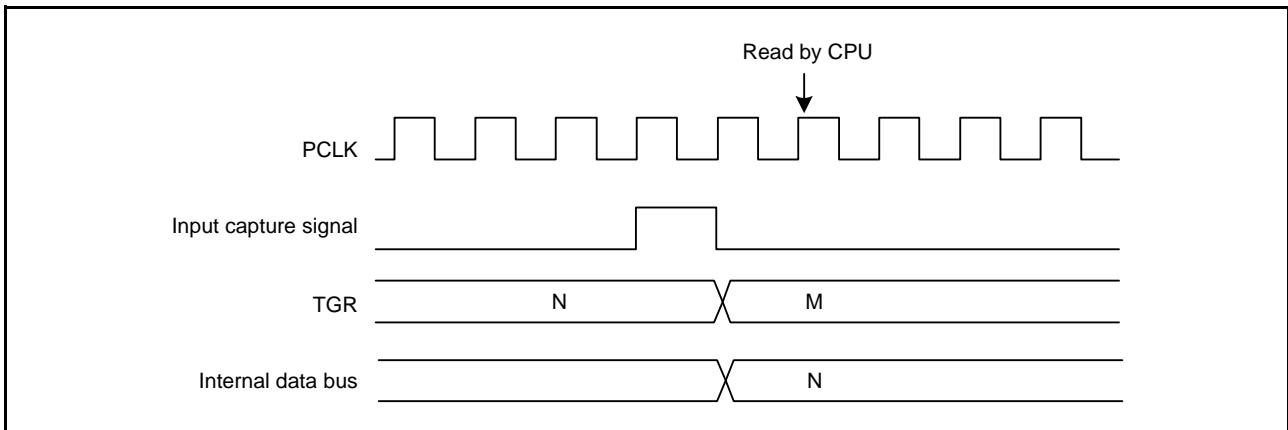 Read by CPU
PCLK
Input capture signal
TGR
N
M
Internal data bus
N